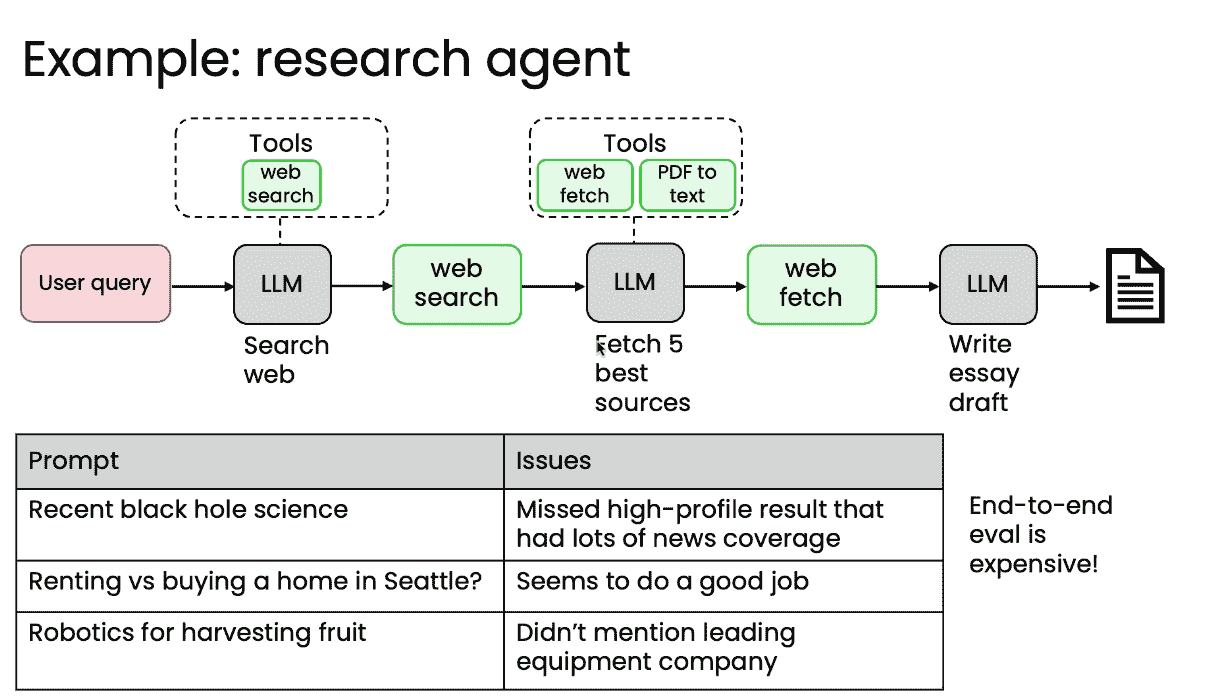 Example: research agent
Tools
web
search
Tools
web
fetch
PDF to
text
User query
LLM
web
search
LLM
web
fetch
LLM
Search
web
Fetch 5
best
sources
Write
essay
draft
Prompt
Issues
Recent black hole science
Missed high-profile result that
had lots of news coverage
Renting vs buying a home in Seattle?
Seems to do a good job
Robotics for harvesting fruit
Didn’t mention leading
equipment company
End-to-end
eval is
expensive!